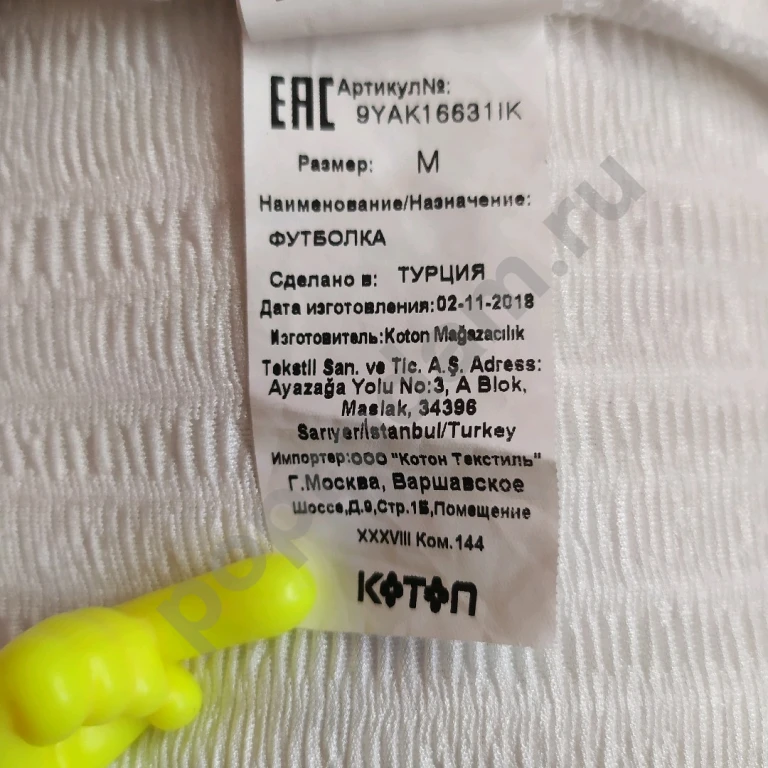 EAC Артикул№:
9YAK16631IK
Размер: M
Наименование/Назначение:
ФУТБОЛКА
Сделано в: ТУРЦИЯ
Дата изготовления:02-11-2018
Изготовитель:Koton Mağazacılık
Tekstil San. ve Tic. A.Ş. Adress:
Ayazağa Yolu No:3, A Blok,
Maslak, 34396
Sarıyer/İstanbul/Turkey
Импортер:ООО "Котон Текстиль"
Г.Москва, Варшавское
Шоссе,Д.9,Стр.1Б,Помещение
XXXVIII Ком.144
КОТОП